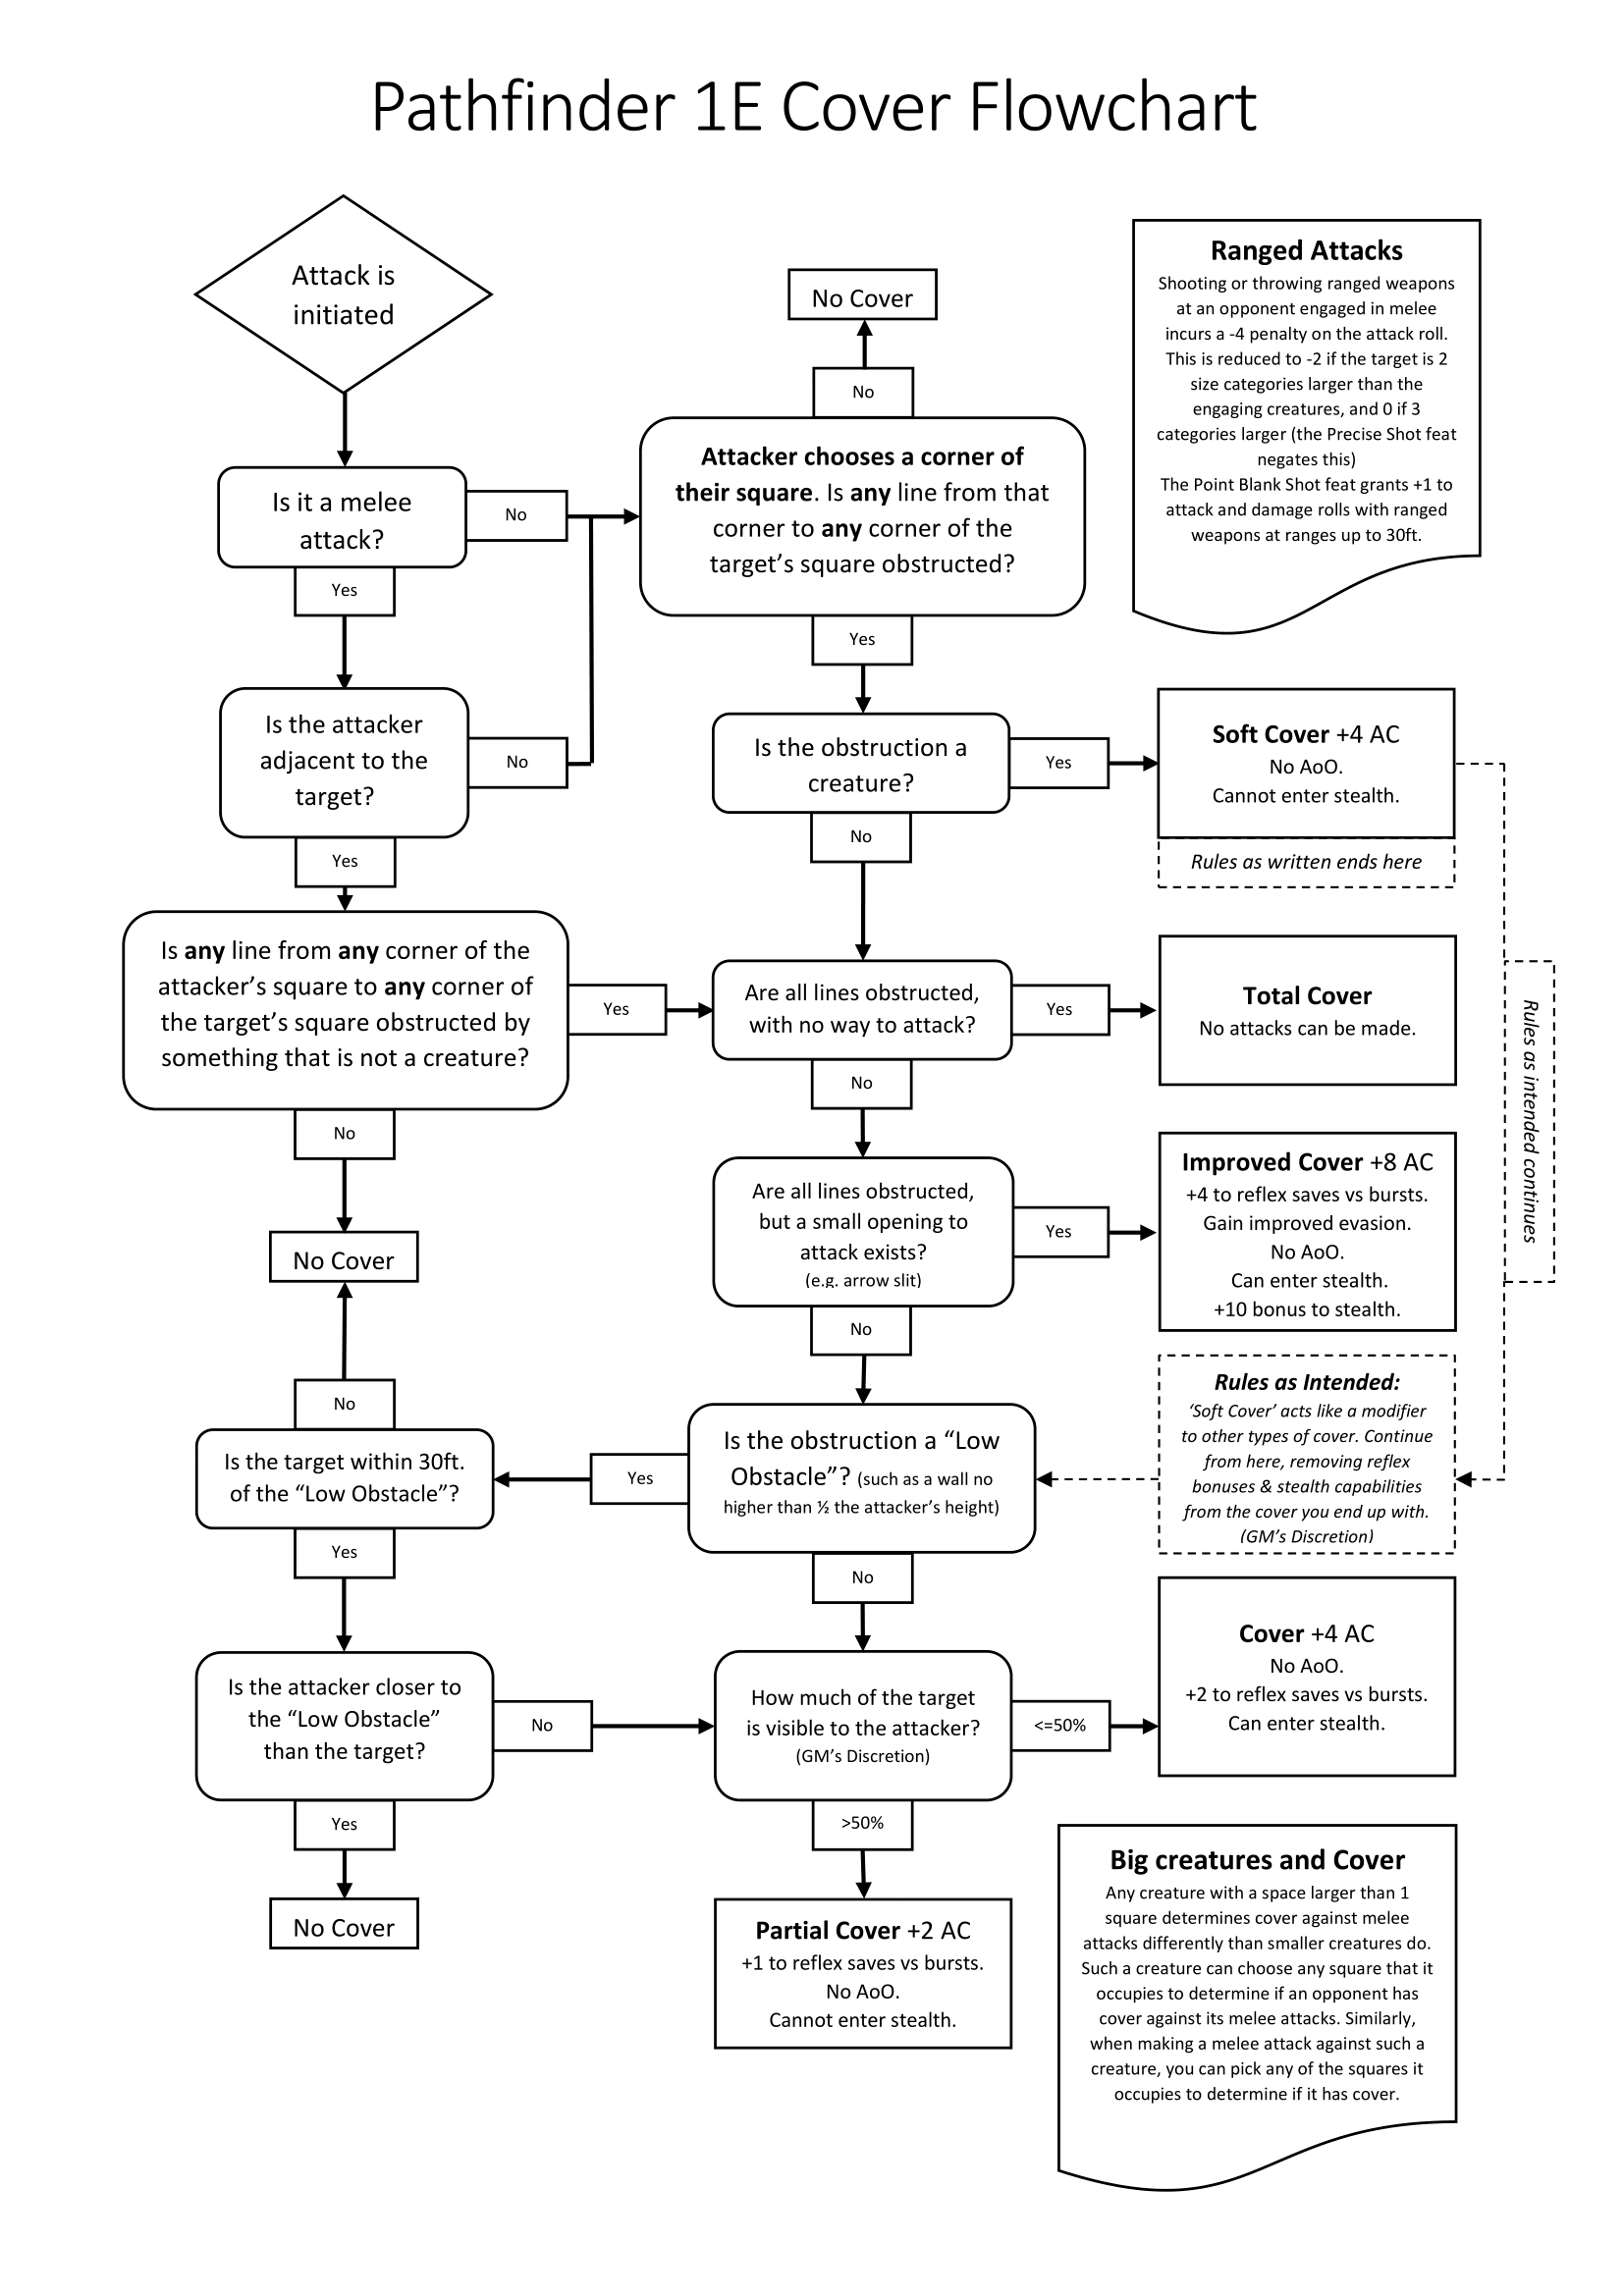 Pathfinder 1E Cover Flowchart
Attack is
initiated
Is it a melee
attack?
No
Yes
Is the attacker
adjacent to the
target?
No
Yes
Is any line from any corner of the
attacker’s square to any corner of
the target’s square obstructed by
something that is not a creature?
Yes
No
No Cover
No
Is the target within 30ft.
of the “Low Obstacle”?
Yes
Is the attacker closer to
the “Low Obstacle”
than the target?
No
Yes
No Cover
No Cover
No
Attacker chooses a corner of
their square. Is any line from that
corner to any corner of the
target’s square obstructed?
Yes
Is the obstruction a
creature?
Yes
No
Are all lines obstructed,
with no way to attack?
Yes
No
Are all lines obstructed,
but a small opening to
attack exists?
(e.g. arrow slit)
Yes
No
Is the obstruction a “Low
Obstacle”? (such as a wall no
higher than ½ the attacker’s height)
Yes
No
How much of the target
is visible to the attacker?
(GM’s Discretion)
<=50%
>50%
Partial Cover +2 AC
+1 to reflex saves vs bursts.
No AoO.
Cannot enter stealth.
Ranged Attacks
Shooting or throwing ranged weapons
at an opponent engaged in melee
incurs a -4 penalty on the attack roll.
This is reduced to -2 if the target is 2
size categories larger than the
engaging creatures, and 0 if 3
categories larger (the Precise Shot feat
negates this)
The Point Blank Shot feat grants +1 to
attack and damage rolls with ranged
weapons at ranges up to 30ft.
Soft Cover +4 AC
No AoO.
Cannot enter stealth.
Rules as written ends here
Total Cover
No attacks can be made.
Rules as intended continues
Improved Cover +8 AC
+4 to reflex saves vs bursts.
Gain improved evasion.
No AoO.
Can enter stealth.
+10 bonus to stealth.
Rules as Intended:
‘Soft Cover’ acts like a modifier
to other types of cover. Continue
from here, removing reflex
bonuses & stealth capabilities
from the cover you end up with.
(GM’s Discretion)
Cover +4 AC
No AoO.
+2 to reflex saves vs bursts.
Can enter stealth.
Big creatures and Cover
Any creature with a space larger than 1
square determines cover against melee
attacks differently than smaller creatures do.
Such a creature can choose any square that it
occupies to determine if an opponent has
cover against its melee attacks. Similarly,
when making a melee attack against such a
creature, you can pick any of the squares it
occupies to determine if it has cover.